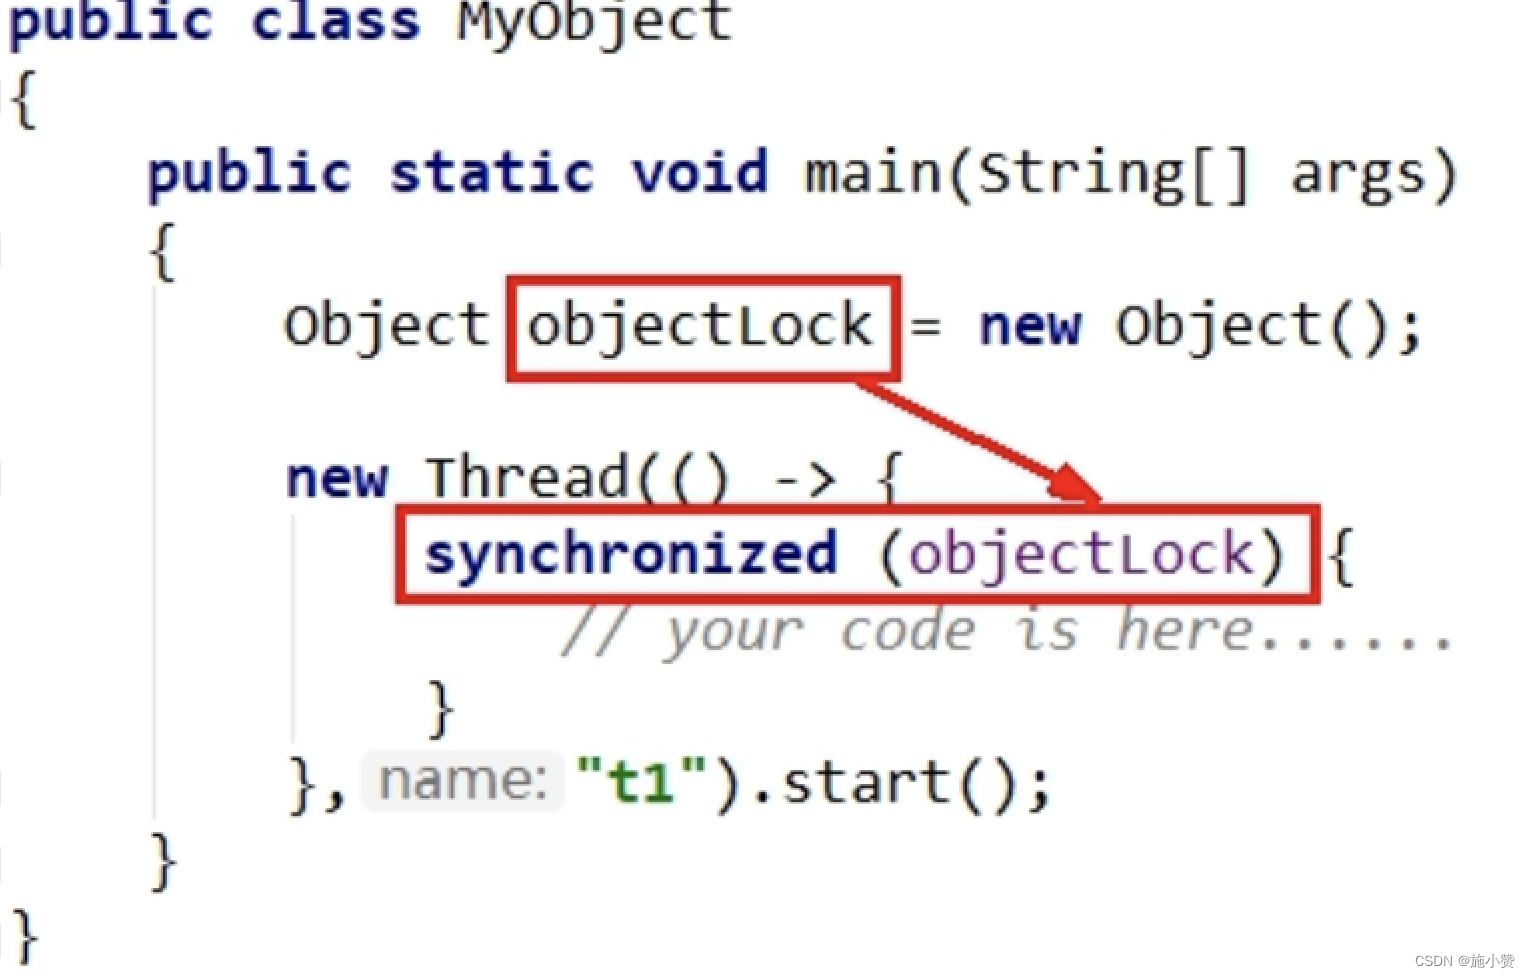 public class MyObject
{
public static void main(String[] args)
{
Object objectLock = new Object();
new Thread(() -> {
synchronized (objectLock) {
// your code is here......
}
}, name: "t1").start();
}
}
CSDN @施小赞